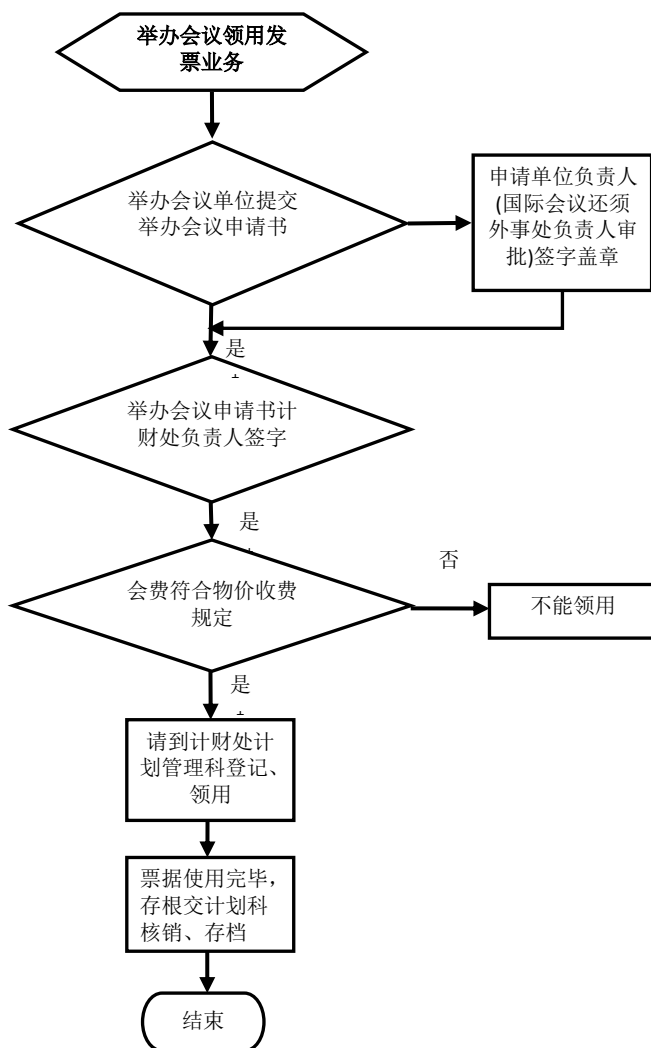 举办会议领用发
票业务
举办会议单位提交
举办会议申请书
申请单位负责人
(国际会议还须
外事处负责人审
批)签字盖章
是
举办会议申请书计
财处负责人签字
是
会费符合物价收费
规定
否
不能领用
是
请到计财处计
划管理科登记、
领用
票据使用完毕,
存根交计划科
核销、存档
结束